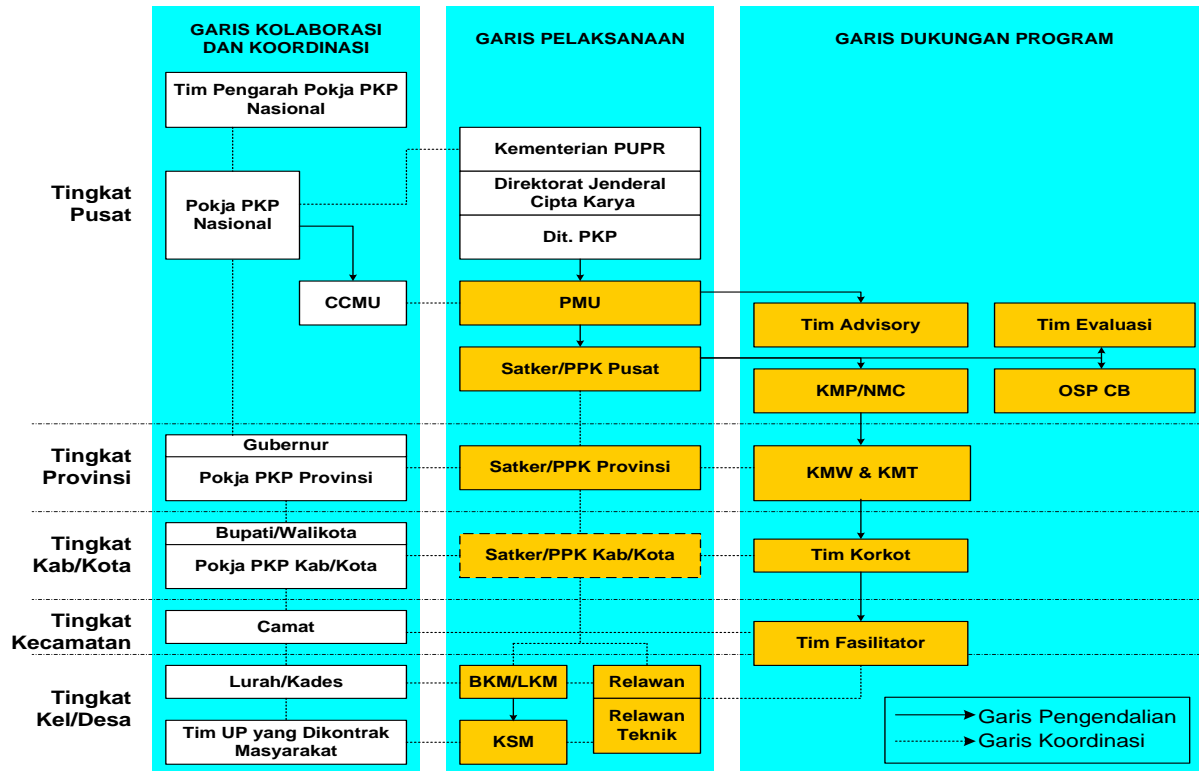 GARIS KOLABORASI
DAN KOORDINASI
GARIS PELAKSANAAN
GARIS DUKUNGAN PROGRAM
Tingkat
Pusat
Tim Pengarah Pokja PKP
Nasional
Pokja PKP
Nasional
CCMU
Kementerian PUPR
Direktorat Jenderal
Cipta Karya
Dit. PKP
PMU
Satker/PPK Pusat
Tim Advisory
Tim Evaluasi
KMP/NMC
OSP CB
Tingkat
Provinsi
Gubernur
Pokja PKP Provinsi
Satker/PPK Provinsi
KMW & KMT
Tingkat
Kab/Kota
Bupati/Walikota
Pokja PKP Kab/Kota
Satker/PPK Kab/Kota
Tim Korkot
Tingkat
Kecamatan
Camat
Tim Fasilitator
Tingkat
Kel/Desa
Lurah/Kades
BKM/LKM
Relawan
Tim UP yang Dikontrak
Masyarakat
KSM
Relawan
Teknik
Garis Pengendalian
Garis Koordinasi